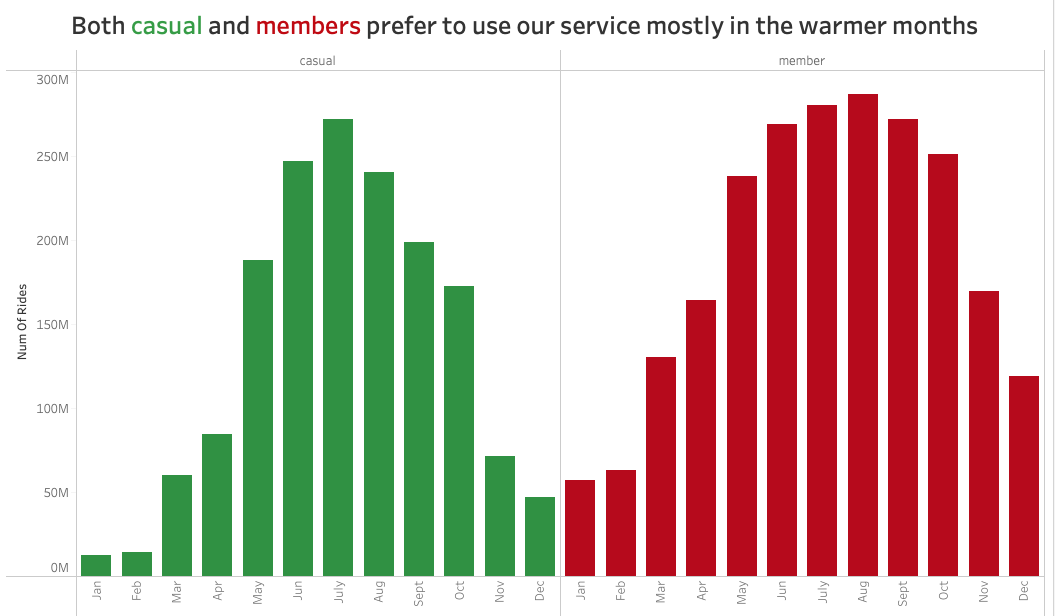 Both casual and members prefer to use our service mostly in the warmer months
casual
member
300M
250M
200M
150M
100M
50M
0M
Num Of Rides
Jan
Feb
Mar
Apr
May
Jun
July
Aug
Sept
Oct
Nov
Dec
Jan
Feb
Mar
Apr
May
Jun
July
Aug
Sept
Oct
Nov
Dec